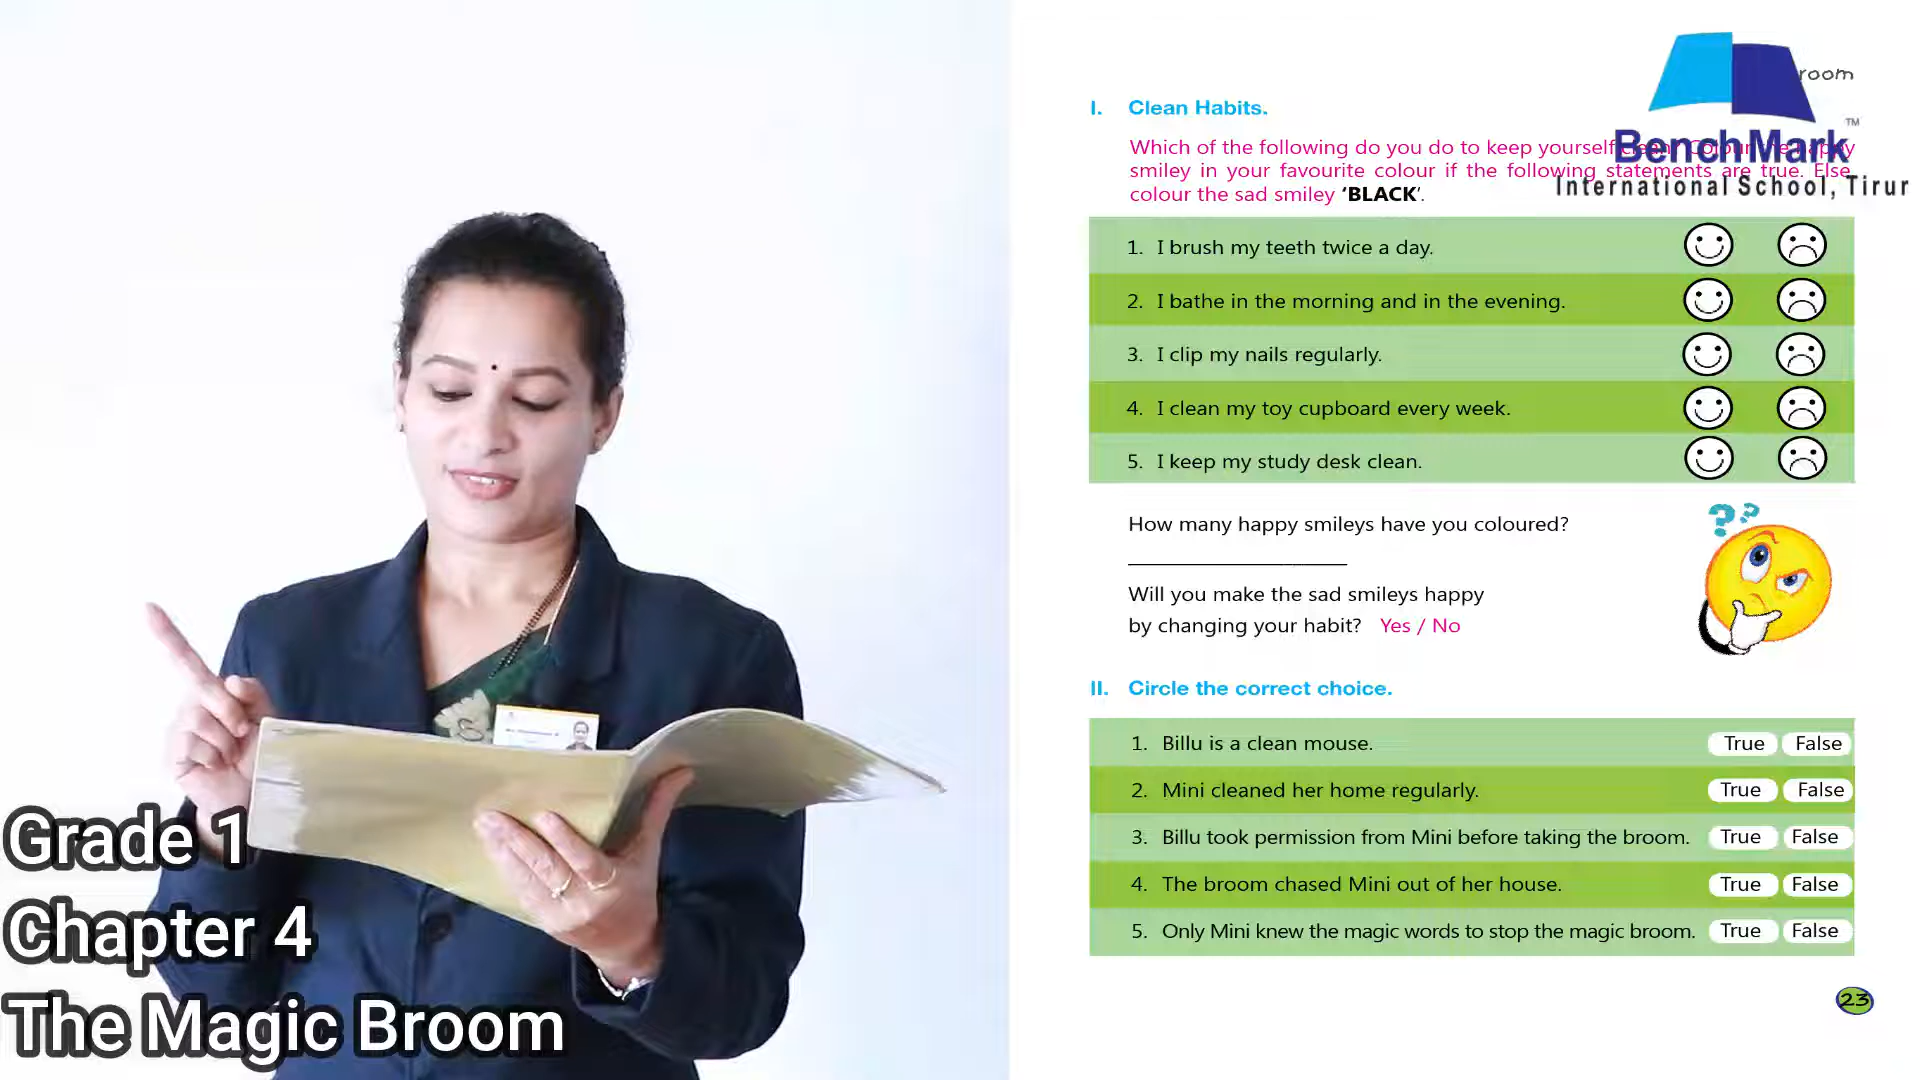 room
BenchMark
TM
International School, Tirur
I. Clean Habits.
Which of the following do you do to keep yourself
smiley in your favourite colour if the following statements are true. Else
colour the sad smiley ‘BLACK’.
1. I brush my teeth twice a day.
2. I bathe in the morning and in the evening.
3. I clip my nails regularly.
4. I clean my toy cupboard every week.
5. I keep my study desk clean.
How many happy smileys have you coloured?
??
Will you make the sad smileys happy
by changing your habit? Yes / No
II. Circle the correct choice.
1. Billu is a clean mouse. True False
2. Mini cleaned her home regularly. True False
3. Billu took permission from Mini before taking the broom. True False
4. The broom chased Mini out of her house. True False
5. Only Mini knew the magic words to stop the magic broom. True False
23
Grade 1
Chapter 4
The Magic Broom